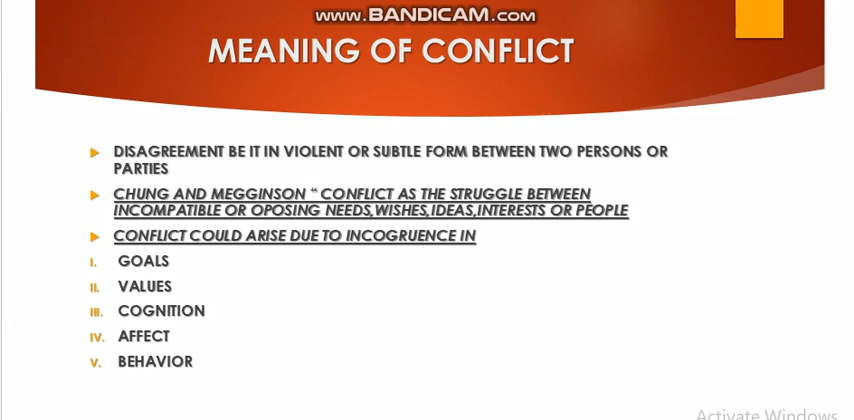 www.BANDICAM.com
MEANING OF CONFLICT
DISAGREEMENT BE IT IN VIOLENT OR SUBTLE FORM BETWEEN TWO PERSONS OR
PARTIES
CHUNG AND MEGGINSON “ CONFLICT AS THE STRUGGLE BETWEEN
INCOMPATIBLE OR OPOSING NEEDS,WISHES,IDEAS,INTERESTS OR PEOPLE
CONFLICT COULD ARISE DUE TO INCOGRUENCE IN
I. GOALS
II. VALUES
III. COGNITION
IV. AFFECT
V. BEHAVIOR
Activate Windows